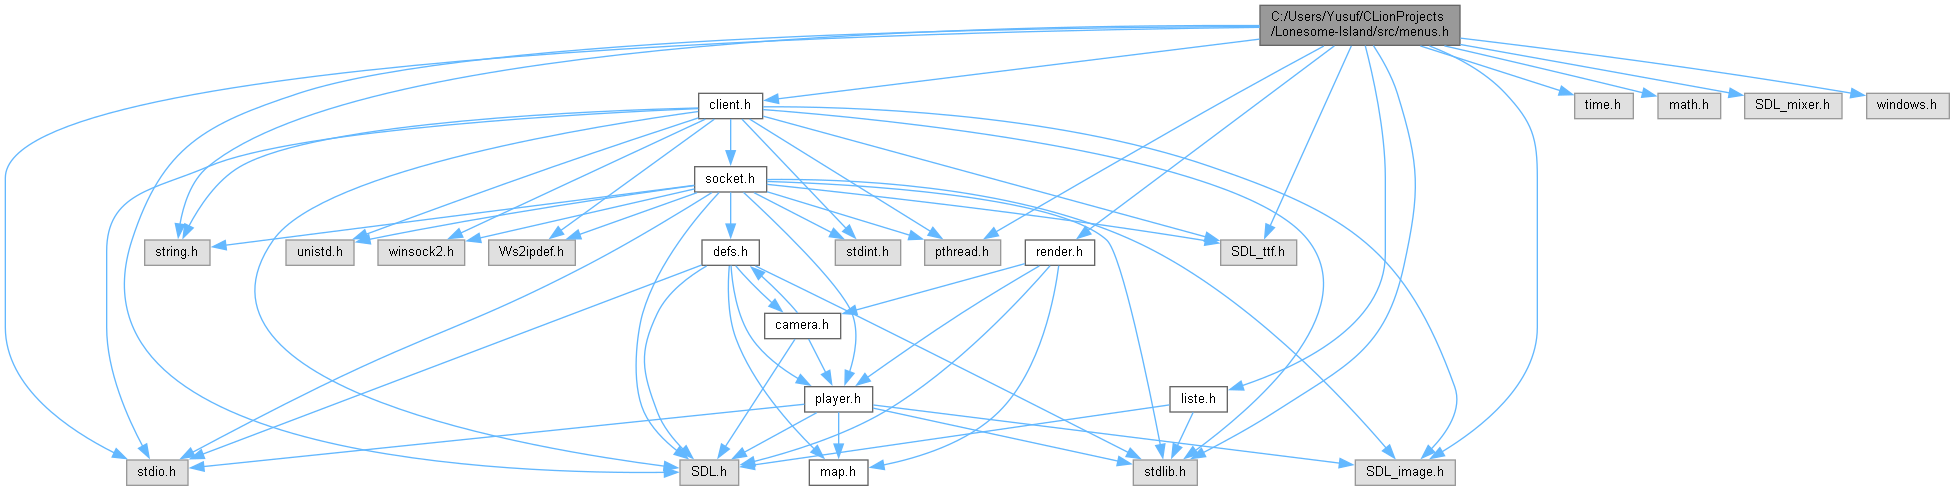 C:/Users/Yusuf/CLionProjects
/Lonesome-Island/src/menus.h
client.h
time.h
math.h
SDL_mixer.h
windows.h
socket.h
string.h
unistd.h
winsock2.h
Ws2ipdef.h
defs.h
stdint.h
pthread.h
render.h
SDL_ttf.h
camera.h
player.h
liste.h
stdio.h
SDL.h
map.h
stdlib.h
SDL_image.h